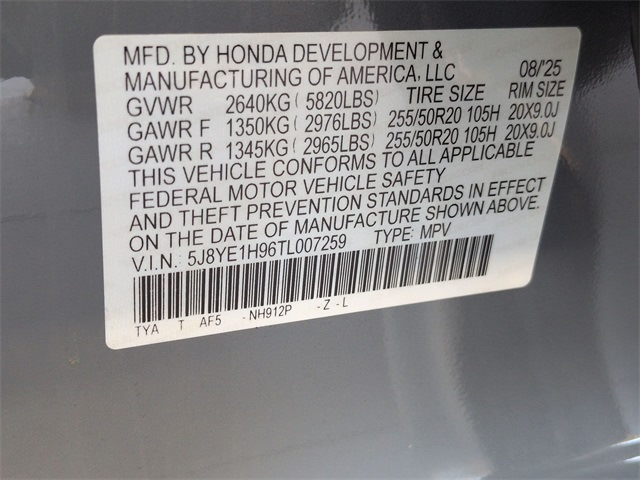 MFD. BY HONDA DEVELOPMENT &
MANUFACTURING OF AMERICA, LLC 08/'25
GVWR 2640KG ( 5820LBS) TIRE SIZE RIM SIZE
GAWR F 1350KG ( 2976LBS) 255/50R20 105H 20X9.0J
GAWR R 1345KG ( 2965LBS) 255/50R20 105H 20X9.0J
THIS VEHICLE CONFORMS TO ALL APPLICABLE
FEDERAL MOTOR VEHICLE SAFETY
AND THEFT PREVENTION STANDARDS IN EFFECT
ON THE DATE OF MANUFACTURE SHOWN ABOVE.
V.I.N: 5J8YE1H96TL007259 TYPE: MPV
TYA T AF5 -NH912P -Z-L